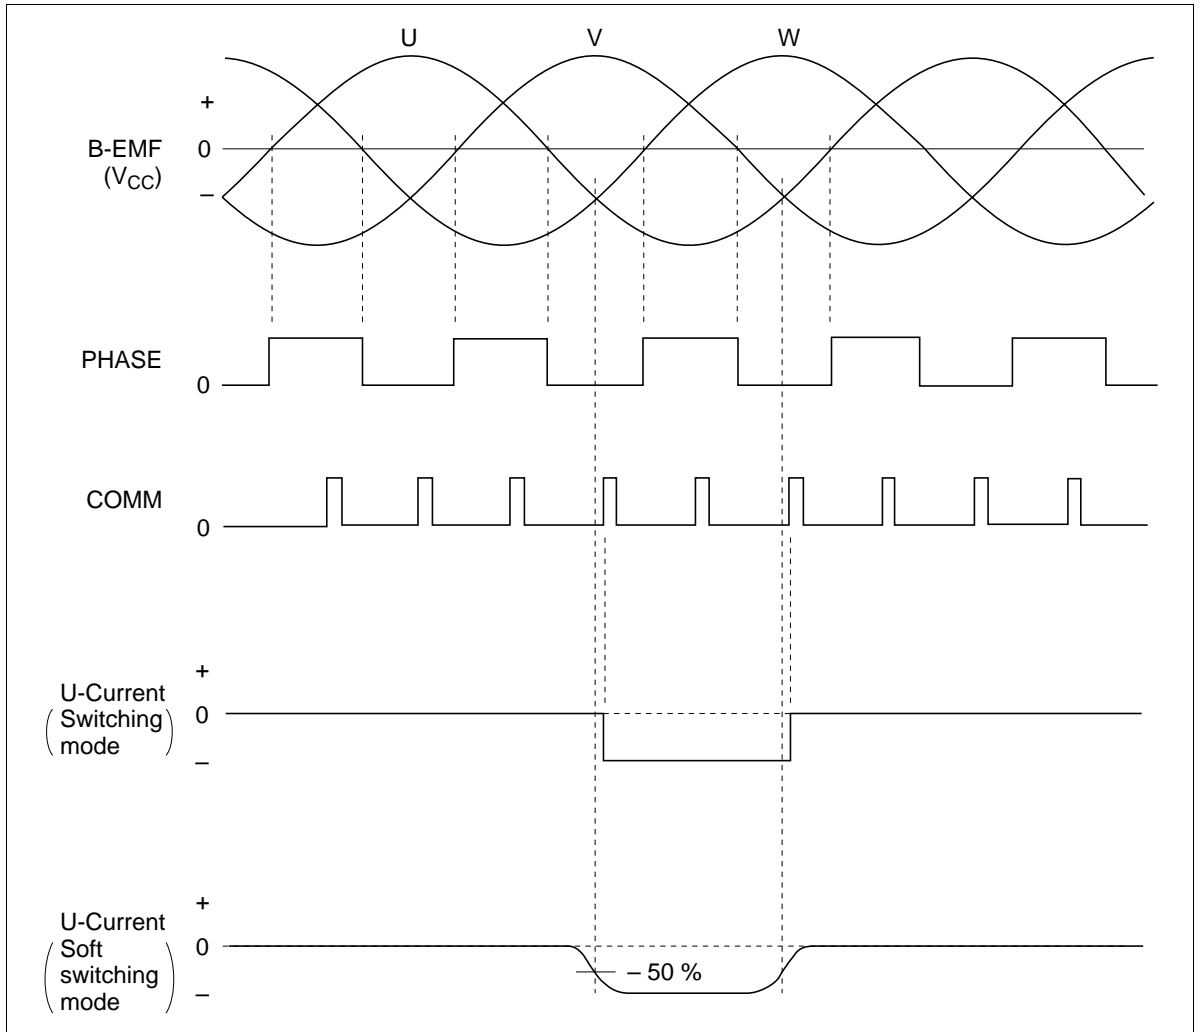 U V W
+
B-EMF 0
(VCC)
–
PHASE
0
COMM
0
+
U-Current
Switching 0
mode
–
+
U-Current
Soft 0
switching – 50 %
mode –